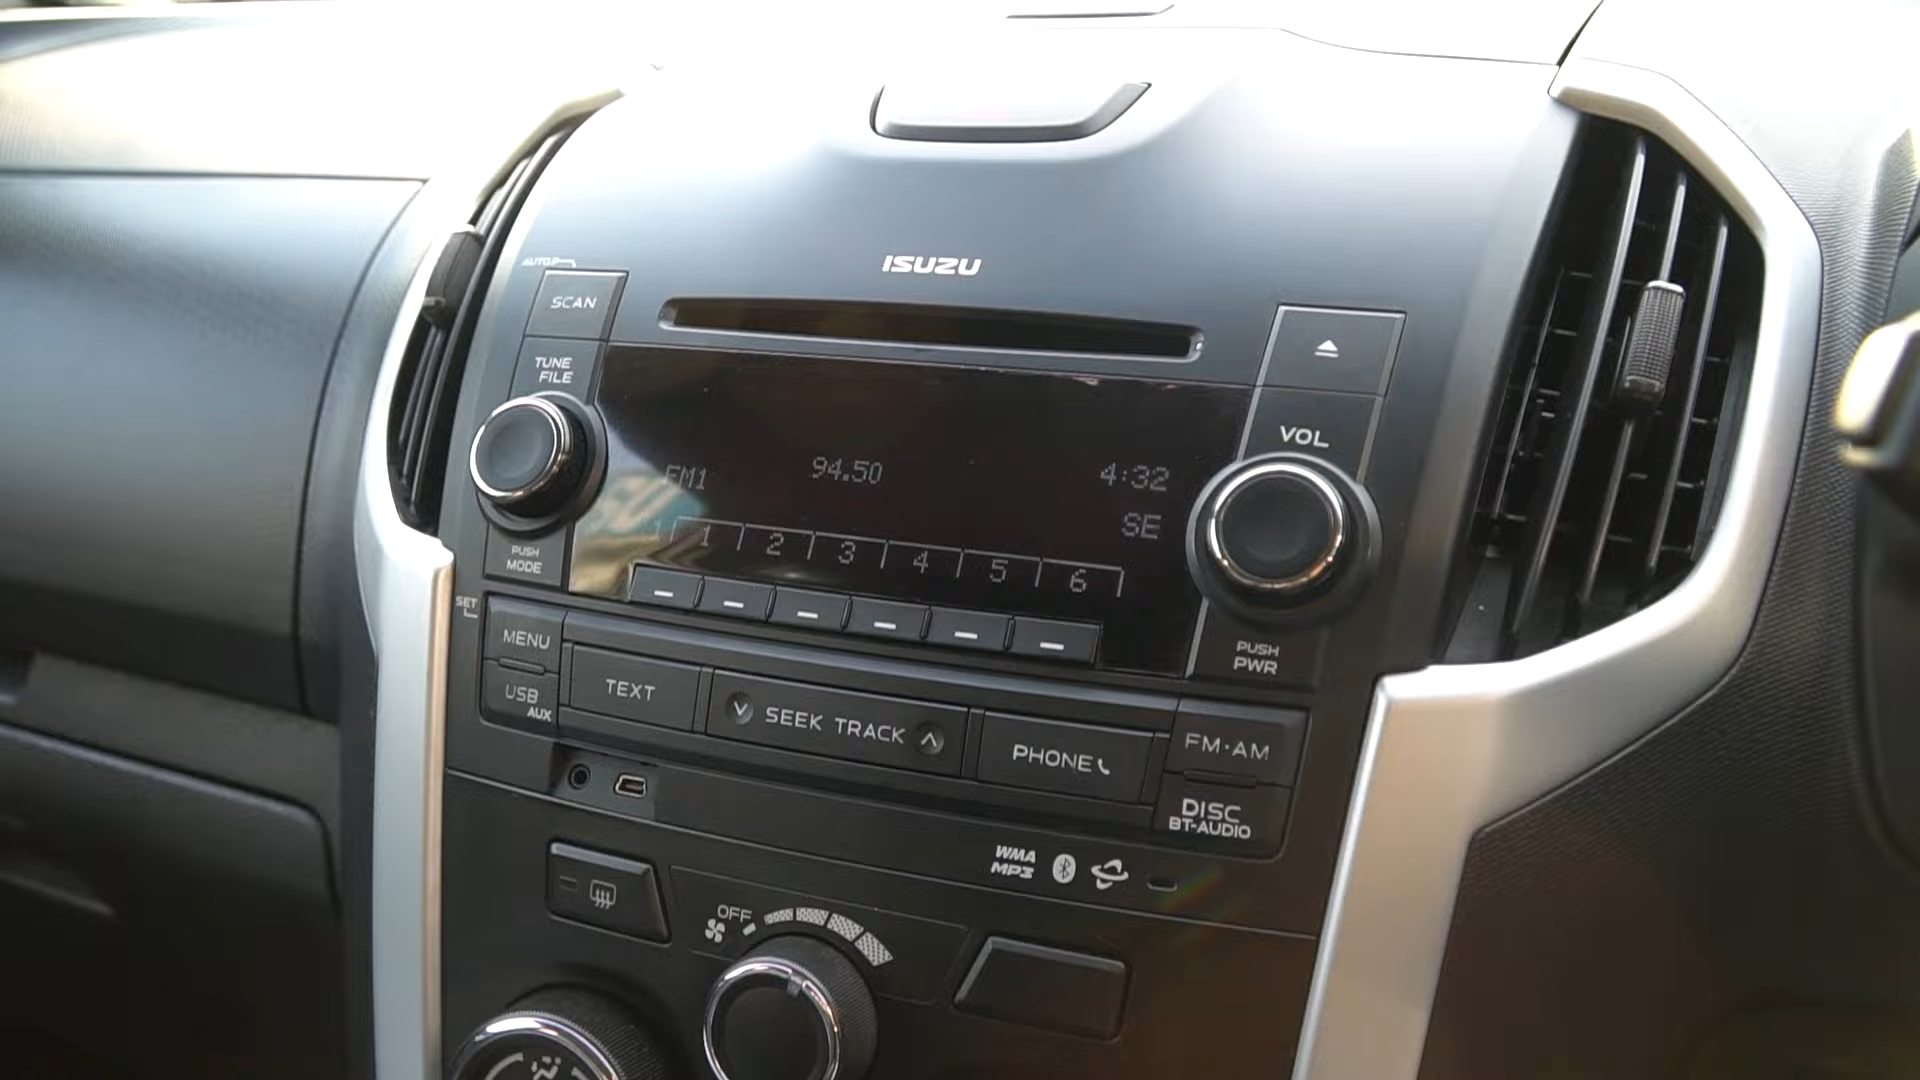 ISUZU
AUTO.P
SCAN
TUNE
FILE
VOL
FM1 94.50 4:32
SE
1 1 2 3 4 5 6
PUSH
MODE
PUSH
PWR
SET
MENU
USB
AUX
TEXT
SEEK TRACK
PHONE
FM·AM
DISC
BT-AUDIO
WMA
MP3
OFF